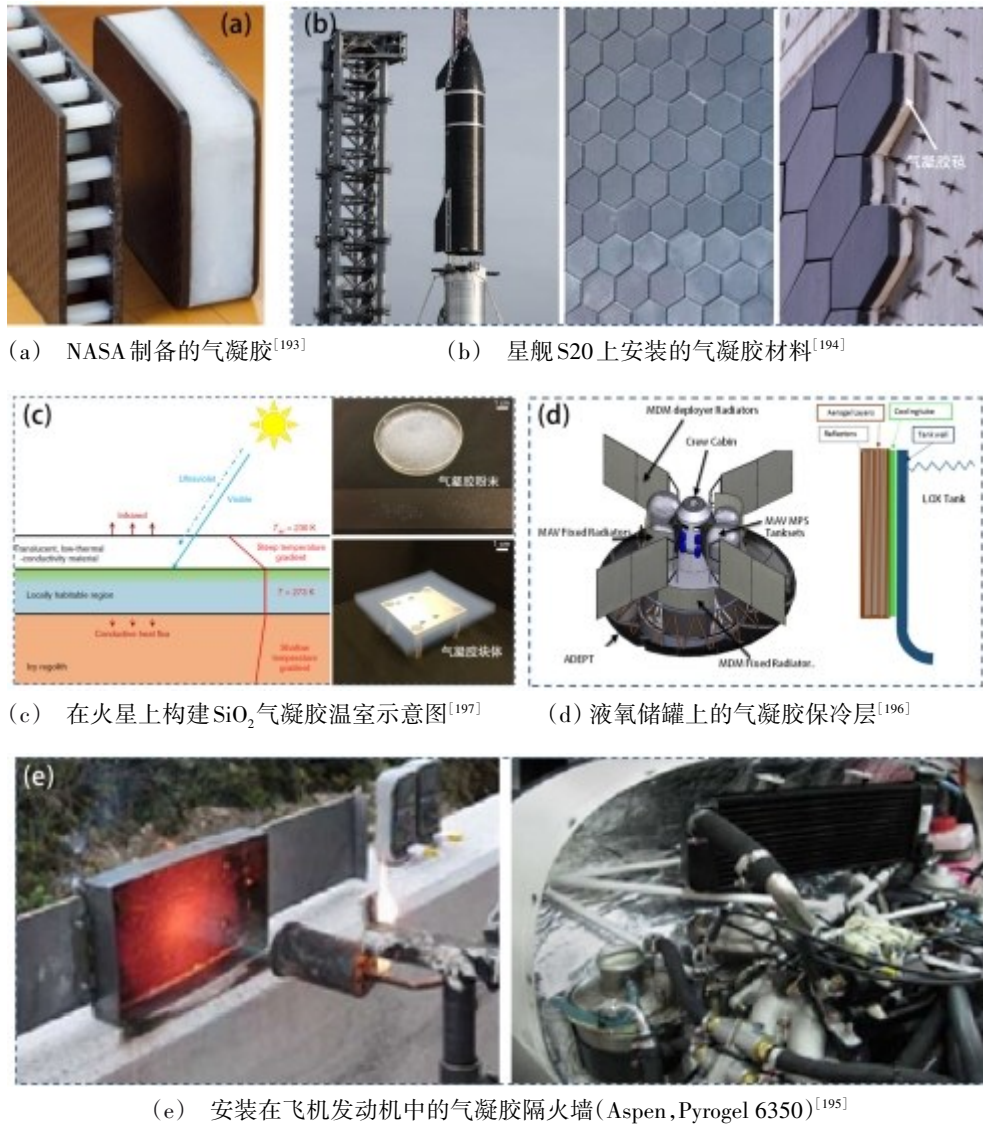 (a)
(b)
气凝胶毡
(a) NASA制备的气凝胶[193]
(b) 星舰S20上安装的气凝胶材料[194]
(c)
Ultraviolet
Visible
Infrared
Translucent, low-thermal
-conductivity material
Steep temperature
gradient
Locally habitable region
T = 273 K
Conductive heat flux
Icy regolith
Shallow
temperature
gradient
气凝胶粉末
气凝胶块体
(d)
MDM deployer Radiators
Crew Cabin
MAV Fixed Radiators
MAV MPS
Tanksets
ADEPT
MDM Fixed Radiator.
Aerogel Layers
Cooling tube
Reflectors
Tank wall
LOX Tank
(c) 在火星上构建SiO₂气凝胶温室示意图[197]
(d) 液氧储罐上的气凝胶保冷层[196]
(e)
(e) 安装在飞机发动机中的气凝胶隔火墙(Aspen,Pyrogel 6350)[195]